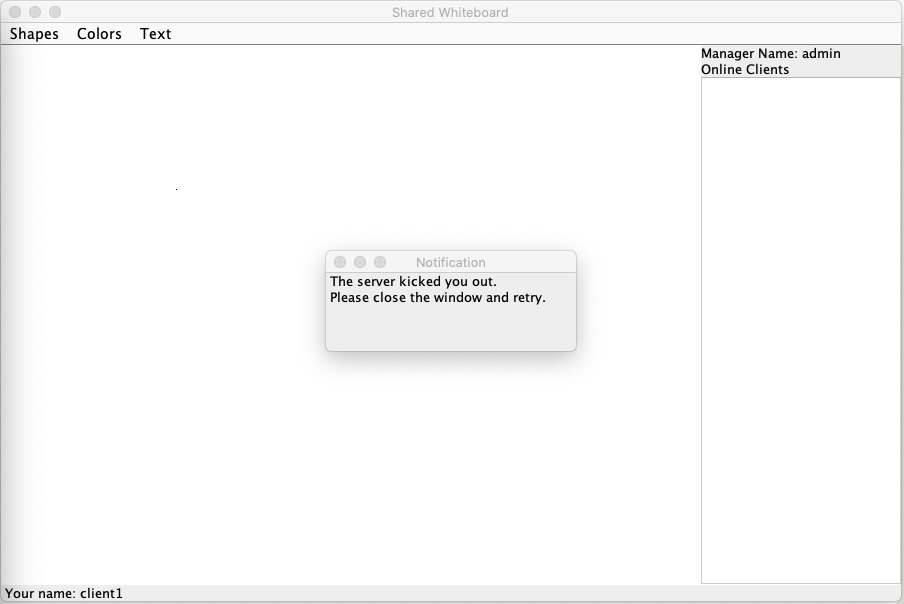 Shared Whiteboard
Shapes Colors Text
Manager Name: admin
Online Clients
Notification
The server kicked you out.
Please close the window and retry.
Your name: client1